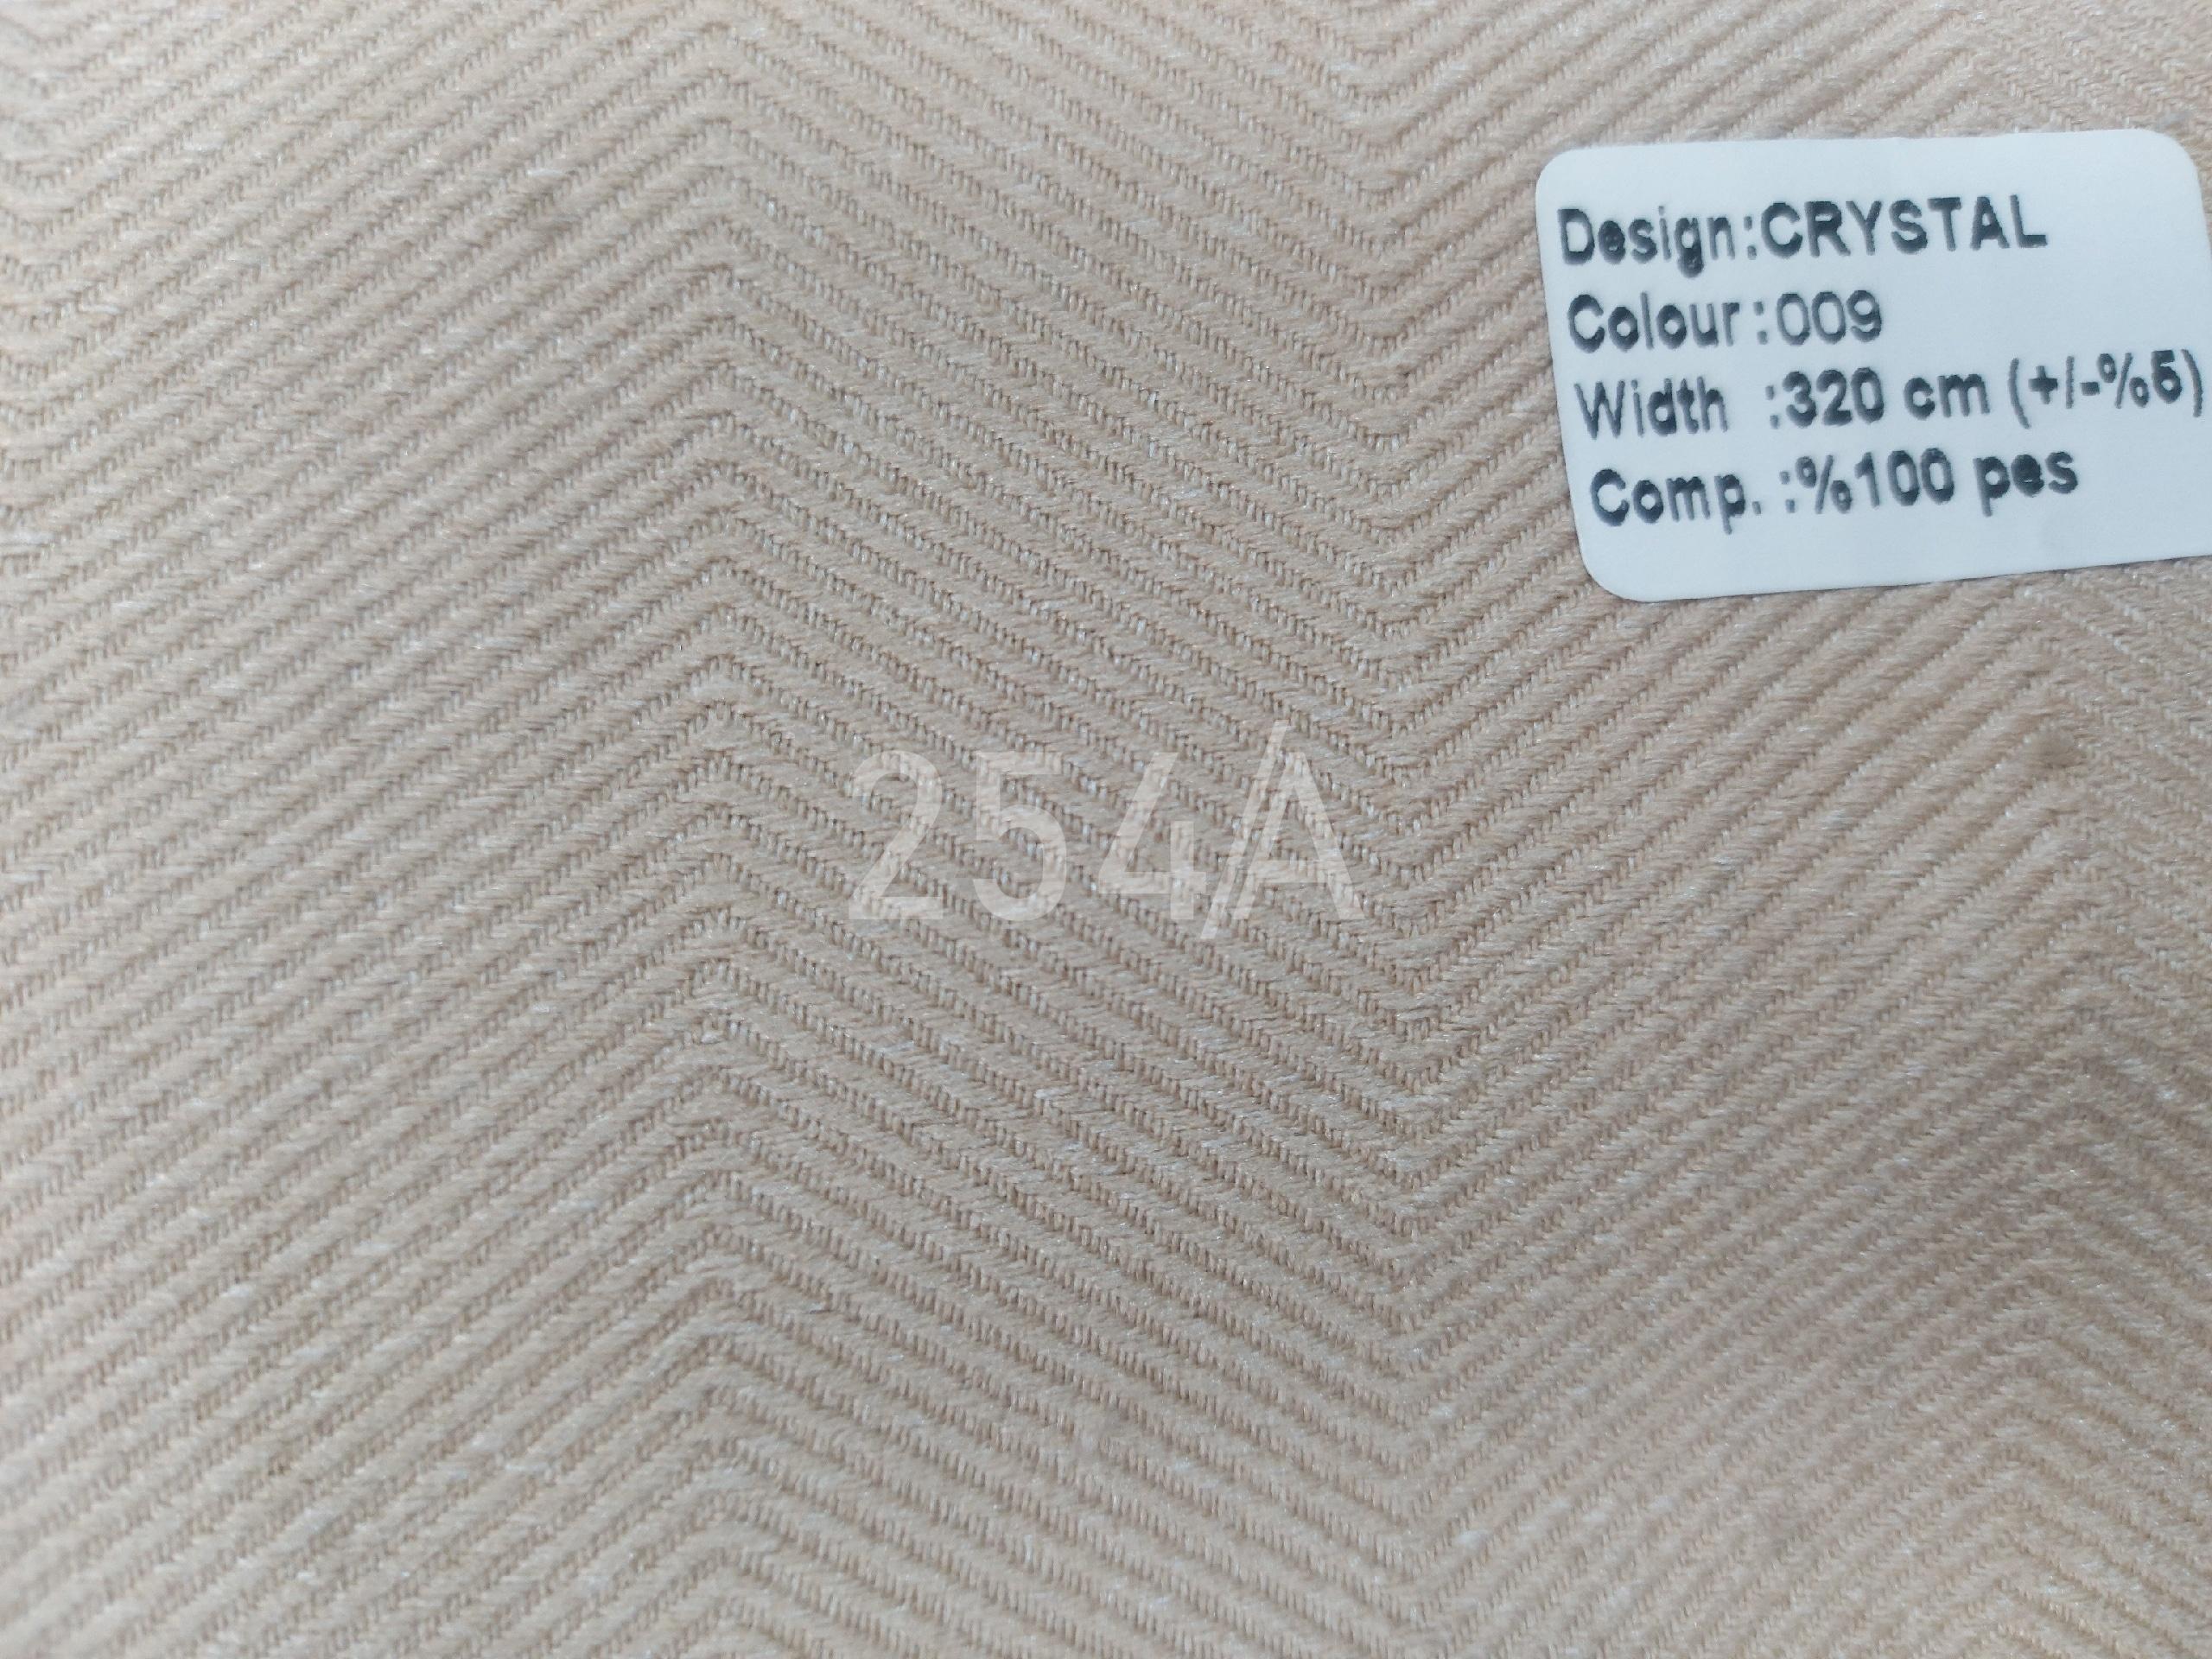 Design:CRYSTAL
Colour:009
Width :320 cm (+/-%5)
Comp. :%100 pes
254/A